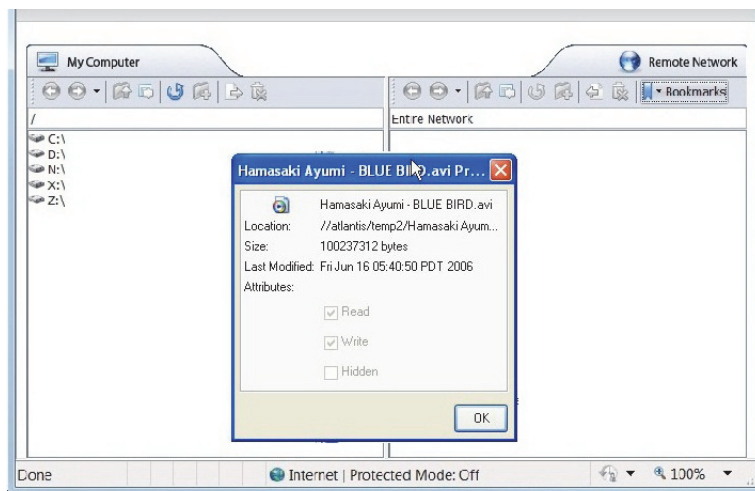 My Computer
Remote Network
Bookmarks
/
Entire Network
C:\
D:\
N:\
X:\
Z:\
Hamasaki Ayumi - BLUE BIRD.avi Pr...
Hamasaki Ayumi - BLUE BIRD.avi
Location: //atlantis/temp2/Hamasaki Ayum...
Size: 100237312 bytes
Last Modified: Fri Jun 16 05:40:50 PDT 2006
Attributes:
Read
Write
Hidden
OK
Done
Internet | Protected Mode: Off
100%